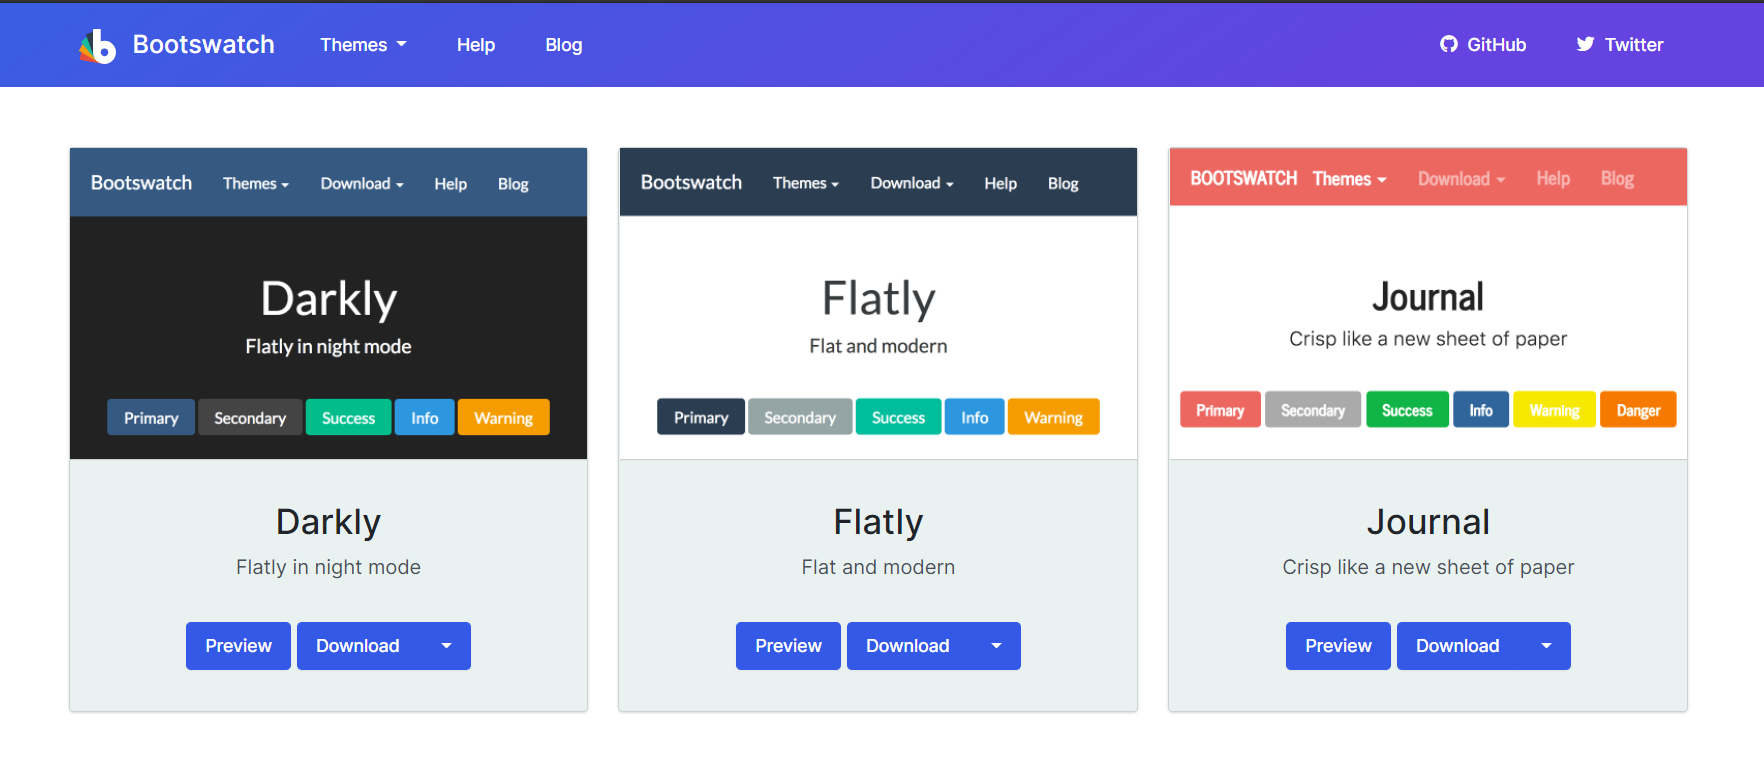 Bootswatch Themes Help Blog GitHub Twitter
Bootswatch Themes Download Help Blog
Darkly
Flatly in night mode
Primary Secondary Success Info Warning
Darkly
Flatly in night mode
Preview Download
Bootswatch Themes Download Help Blog
Flatly
Flat and modern
Primary Secondary Success Info Warning
Flatly
Flat and modern
Preview Download
BOOTSWATCH Themes Download Help Blog
Journal
Crisp like a new sheet of paper
Primary Secondary Success Info Warning Danger
Journal
Crisp like a new sheet of paper
Preview Download